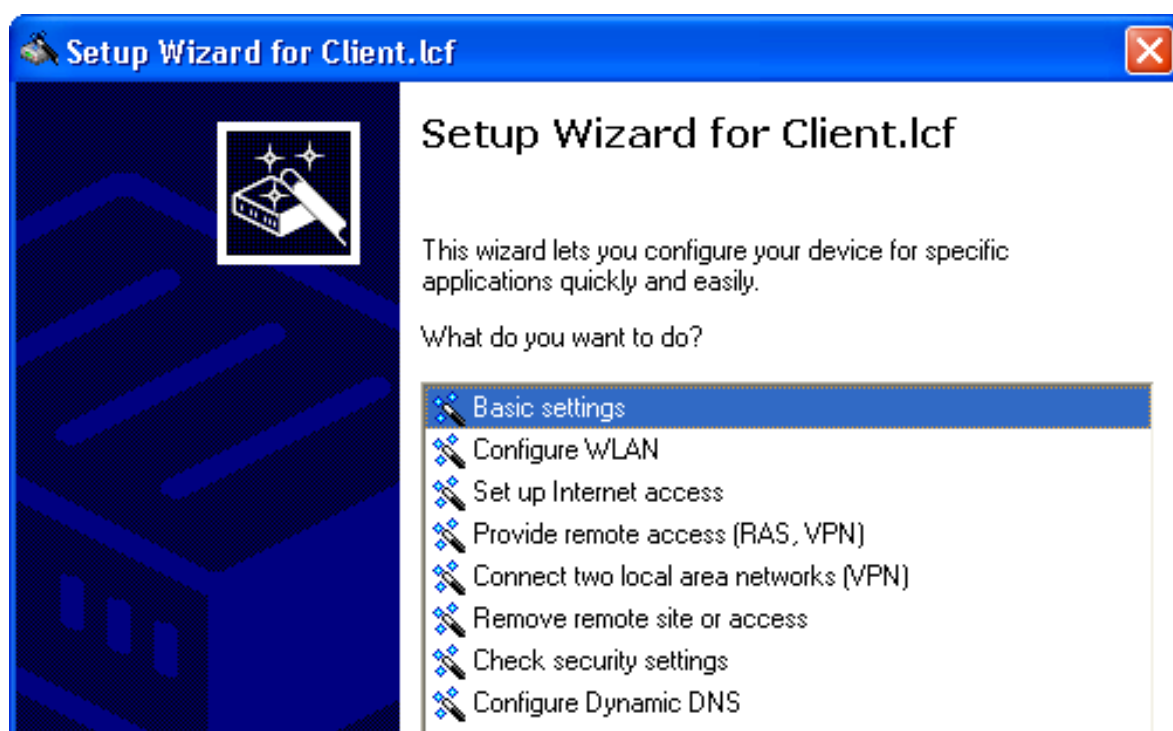 Setup Wizard for Client.lcf
Setup Wizard for Client.lcf
This wizard lets you configure your device for specific
applications quickly and easily.
What do you want to do?
Basic settings
Configure WLAN
Set up Internet access
Provide remote access (RAS, VPN)
Connect two local area networks (VPN)
Remove remote site or access
Check security settings
Configure Dynamic DNS